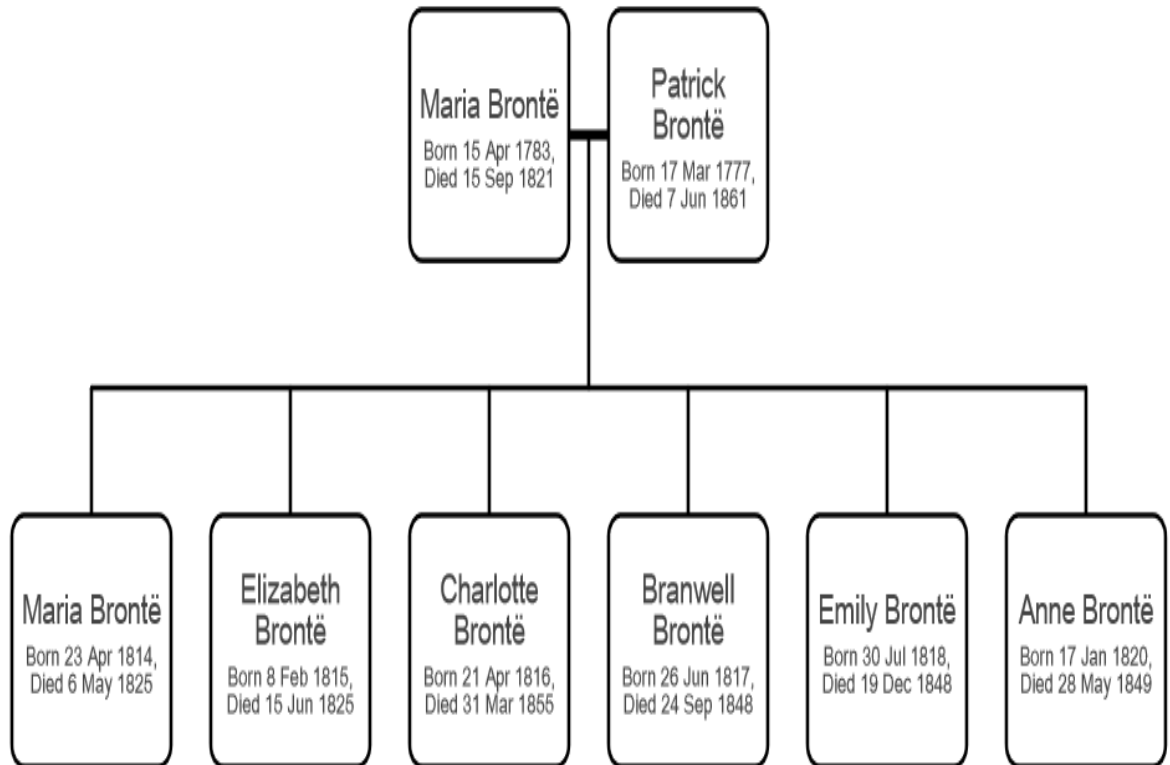 Maria Brontë
Born 15 Apr 1783,
Died 15 Sep 1821
Patrick
Brontë
Born 17 Mar 1777,
Died 7 Jun 1861
Maria Brontë
Born 23 Apr 1814,
Died 6 May 1825
Elizabeth
Brontë
Born 8 Feb 1815,
Died 15 Jun 1825
Charlotte
Brontë
Born 21 Apr 1816,
Died 31 Mar 1855
Branwell
Brontë
Born 26 Jun 1817,
Died 24 Sep 1848
Emily Brontë
Born 30 Jul 1818,
Died 19 Dec 1848
Anne Brontë
Born 17 Jan 1820,
Died 28 May 1849